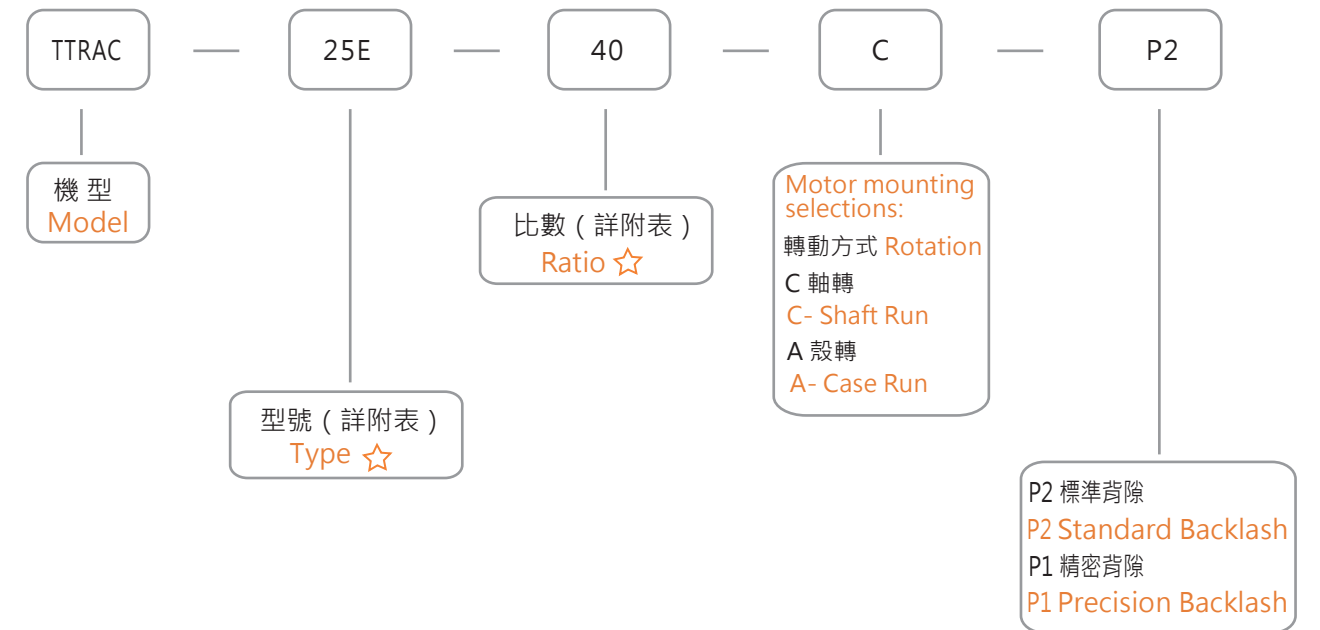 TTRAC — 25E — 40 — C — P2
機 型
Model
型號 ( 詳附表 )
Type ☆
比數 ( 詳附表 )
Ratio ☆
Motor mounting
selections:
轉動方式 Rotation
C 軸轉
C- Shaft Run
A 殼轉
A- Case Run
P2 標準背隙
P2 Standard Backlash
P1 精密背隙
P1 Precision Backlash